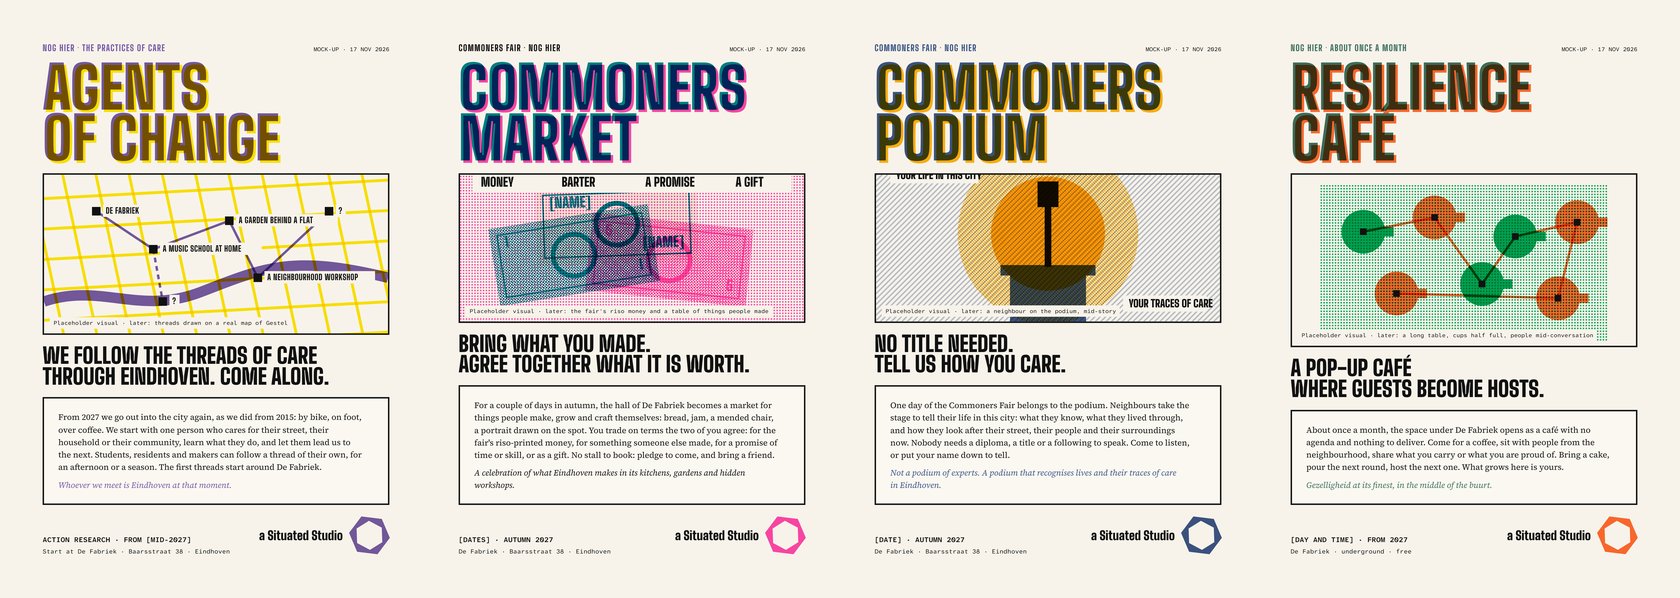 NOG HIER · THE PRACTICES OF CARE
MOCK-UP · 17 NOV 2026
AGENTS
OF CHANGE
DE FABRIEK
?
A GARDEN BEHIND A FLAT
A MUSIC SCHOOL AT HOME
A NEIGHBOURHOOD WORKSHOP
?
Placeholder visual · later: threads drawn on a real map of Gestel
WE FOLLOW THE THREADS OF CARE
THROUGH EINDHOVEN. COME ALONG.
From 2027 we go out into the city again, as we did from 2015: by bike, on foot,
over coffee. We start with one person who cares for their street, their
household or their community, learn what they do, and let them lead us to
the next. Students, residents and makers can follow a thread of their own, for
an afternoon or a season. The first threads start around De Fabriek.
Whoever we meet is Eindhoven at that moment.
ACTION RESEARCH · FROM [MID-2027]
Start at De Fabriek · Baarsstraat 38 · Eindhoven
a Situated Studio
COMMONERS FAIR · NOG HIER
MOCK-UP · 17 NOV 2026
COMMONERS
MARKET
MONEY
BARTER
A PROMISE
A GIFT
[NAME]
[NAME]
Placeholder visual · later: the fair's riso money and a table of things people made
BRING WHAT YOU MADE.
AGREE TOGETHER WHAT IT IS WORTH.
For a couple of days in autumn, the hall of De Fabriek becomes a market for
things people make, grow and craft themselves: bread, jam, a mended chair,
a portrait drawn on the spot. You trade on terms the two of you agree: for the
fair's riso-printed money, for something someone else made, for a promise of
time or skill, or as a gift. No stall to book: pledge to come, and bring a friend.
A celebration of what Eindhoven makes in its kitchens, gardens and hidden
workshops.
[DATES] · AUTUMN 2027
De Fabriek · Baarsstraat 38 · Eindhoven
a Situated Studio
COMMONERS FAIR · NOG HIER
MOCK-UP · 17 NOV 2026
COMMONERS
PODIUM
YOUR LIFE IN THIS CITY
YOUR TRACES OF CARE
Placeholder visual · later: a neighbour on the podium, mid-story
NO TITLE NEEDED.
TELL US HOW YOU CARE.
One day of the Commoners Fair belongs to the podium. Neighbours take the
stage to tell their life in this city: what they know, what they lived through,
and how they look after their street, their people and their surroundings
now. Nobody needs a diploma, a title or a following to speak. Come to listen,
or put your name down to tell.
Not a podium of experts. A podium that recognises lives and their traces of care
in Eindhoven.
[DATE] · AUTUMN 2027
De Fabriek · Baarsstraat 38 · Eindhoven
a Situated Studio
NOG HIER · ABOUT ONCE A MONTH
MOCK-UP · 17 NOV 2026
RESILIENCE
CAFÉ
Placeholder visual · later: a long table, cups half full, people mid-conversation
A POP-UP CAFÉ
WHERE GUESTS BECOME HOSTS.
About once a month, the space under De Fabriek opens as a café with no
agenda and nothing to deliver. Come for a coffee, sit with people from the
neighbourhood, share what you carry or what you are proud of. Bring a cake,
pour the next round, host the next one. What grows here is yours.
Gezelligheid at its finest, in the middle of the buurt.
[DAY AND TIME] · FROM 2027
De Fabriek · underground · free
a Situated Studio